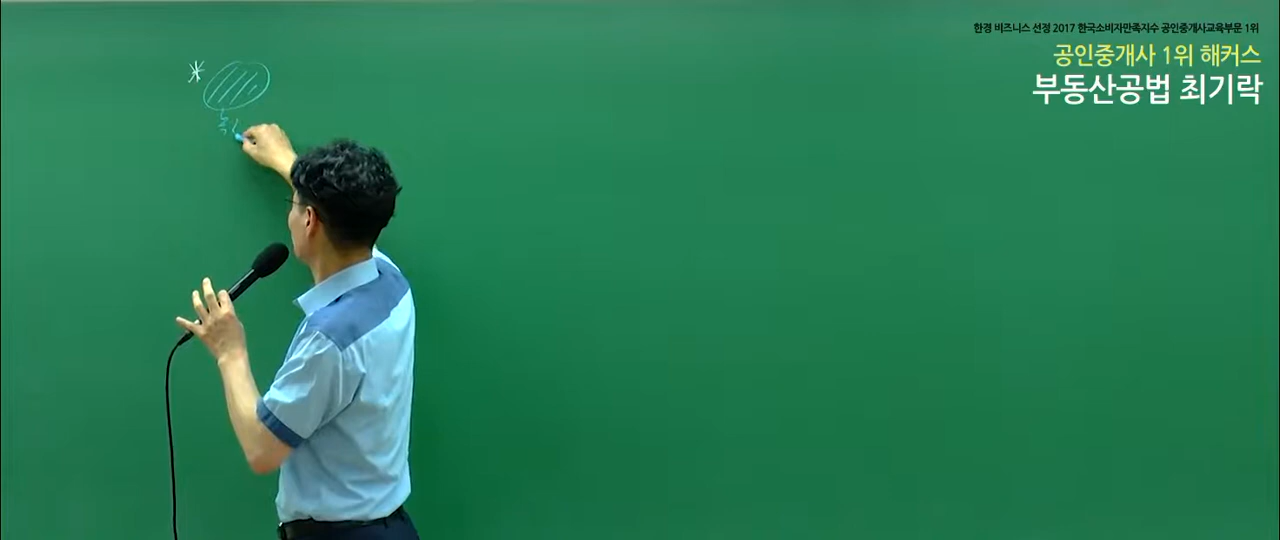 한경 비즈니스 선정 2017 한국소비자만족지수 공인중개사교육부문 1위
공인중개사 1위 해커스
부동산공법 최기락